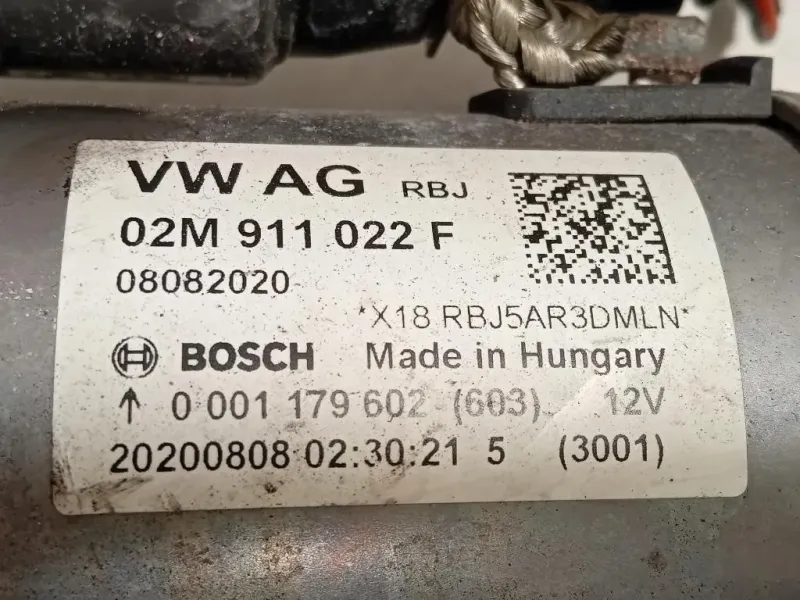 VW AG RBJ
02M 911 022 F
08082020
*X18 RBJ5AR3DMLN*
BOSCH Made in Hungary
↑ 0 001 179 602 (603) 12V
20200808 02:30:21 5 (3001)